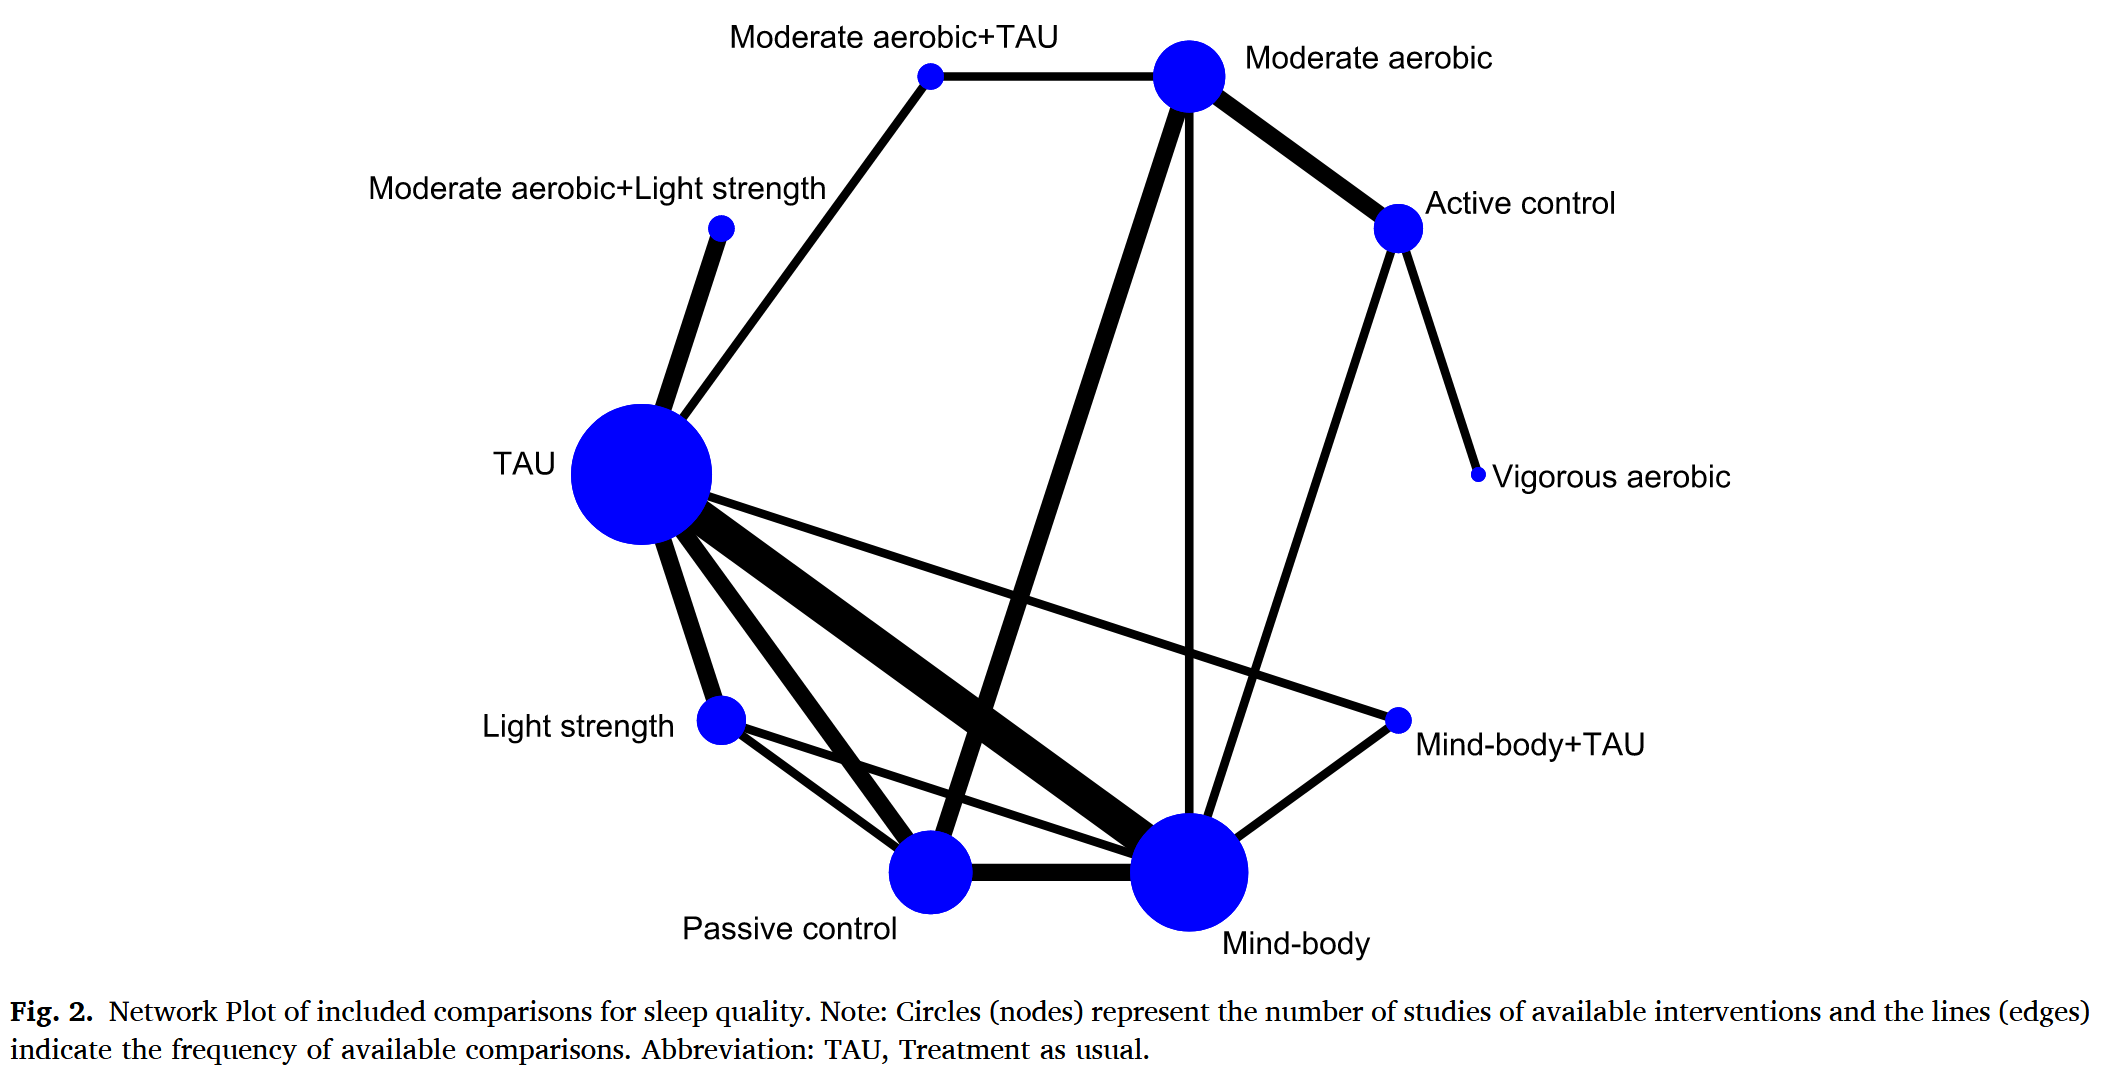 Moderate aerobic+TAU
Moderate aerobic
Moderate aerobic+Light strength
Active control
TAU
Vigorous aerobic
Light strength
Mind-body+TAU
Passive control
Mind-body
Fig. 2. Network Plot of included comparisons for sleep quality. Note: Circles (nodes) represent the number of studies of available interventions and the lines (edges)
indicate the frequency of available comparisons. Abbreviation: TAU, Treatment as usual.